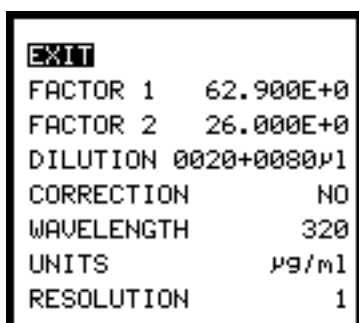 EXIT
FACTOR 1 62.900E+0
FACTOR 2 26.000E+0
DILUTION 0020+0080µl
CORRECTION NO
WAVELENGTH 320
UNITS µg/ml
RESOLUTION 1